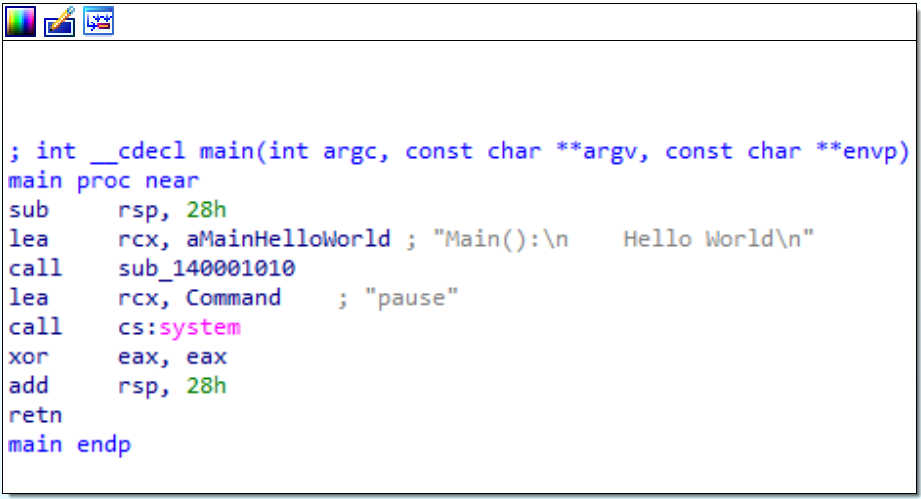 ; int __cdecl main(int argc, const char **argv, const char **envp)
main proc near
sub     rsp, 28h
lea     rcx, aMainHelloWorld ; "Main():\n    Hello World\n"
call    sub_140001010
lea     rcx, Command    ; "pause"
call    cs:system
xor     eax, eax
add     rsp, 28h
retn
main endp